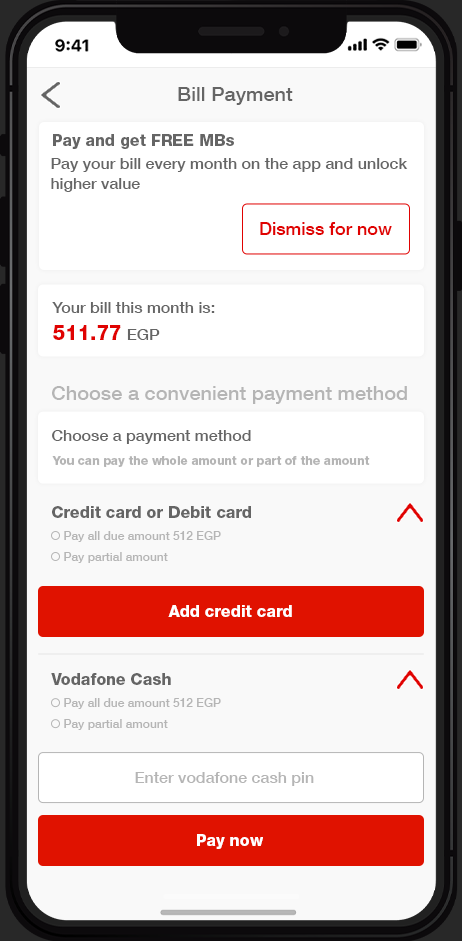 9:41
Bill Payment
Pay and get FREE MBs
Pay your bill every month on the app and unlock
higher value
Dismiss for now
Your bill this month is:
511.77 EGP
Choose a convenient payment method
Choose a payment method
You can pay the whole amount or part of the amount
Credit card or Debit card
Pay all due amount 512 EGP
Pay partial amount
Add credit card
Vodafone Cash
Pay all due amount 512 EGP
Pay partial amount
Enter vodafone cash pin
Pay now